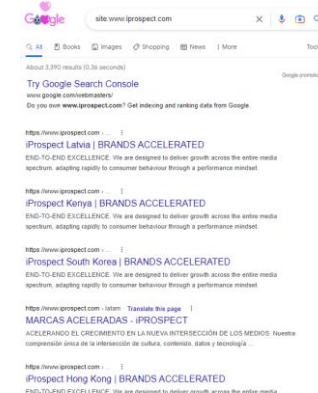 Google
site:www.iprospect.com
All Books Images Shopping News More Tool
About 3,390 results (0.36 seconds)
Google promotio
Try Google Search Console
www.google.com/webmasters/
Do you own www.iprospect.com? Get indexing and ranking data from Google.
https://www.iprospect.com › ...
iProspect Latvia | BRANDS ACCELERATED
END-TO-END EXCELLENCE. We are designed to deliver growth across the entire media
spectrum, adapting rapidly to consumer behaviour through a performance mindset
https://www.iprospect.com › ...
iProspect Kenya | BRANDS ACCELERATED
END-TO-END EXCELLENCE. We are designed to deliver growth across the entire media
spectrum, adapting rapidly to consumer behaviour through a performance mindset
https://www.iprospect.com › ...
iProspect South Korea | BRANDS ACCELERATED
END-TO-END EXCELLENCE. We are designed to deliver growth across the entire media
spectrum, adapting rapidly to consumer behaviour through a performance mindset
https://www.iprospect.com › latam · Translate this page
MARCAS ACELERADAS - iPROSPECT
ACELERANDO EL CRECIMIENTO EN LA NUEVA INTERSECCIÓN DE LOS MEDIOS. Nuestra
comprensión única de la intersección de cultura, contenido, datos y tecnología ...
https://www.iprospect.com › ...
iProspect Hong Kong | BRANDS ACCELERATED
END-TO-END EXCELLENCE. We are designed to deliver growth across the entire media